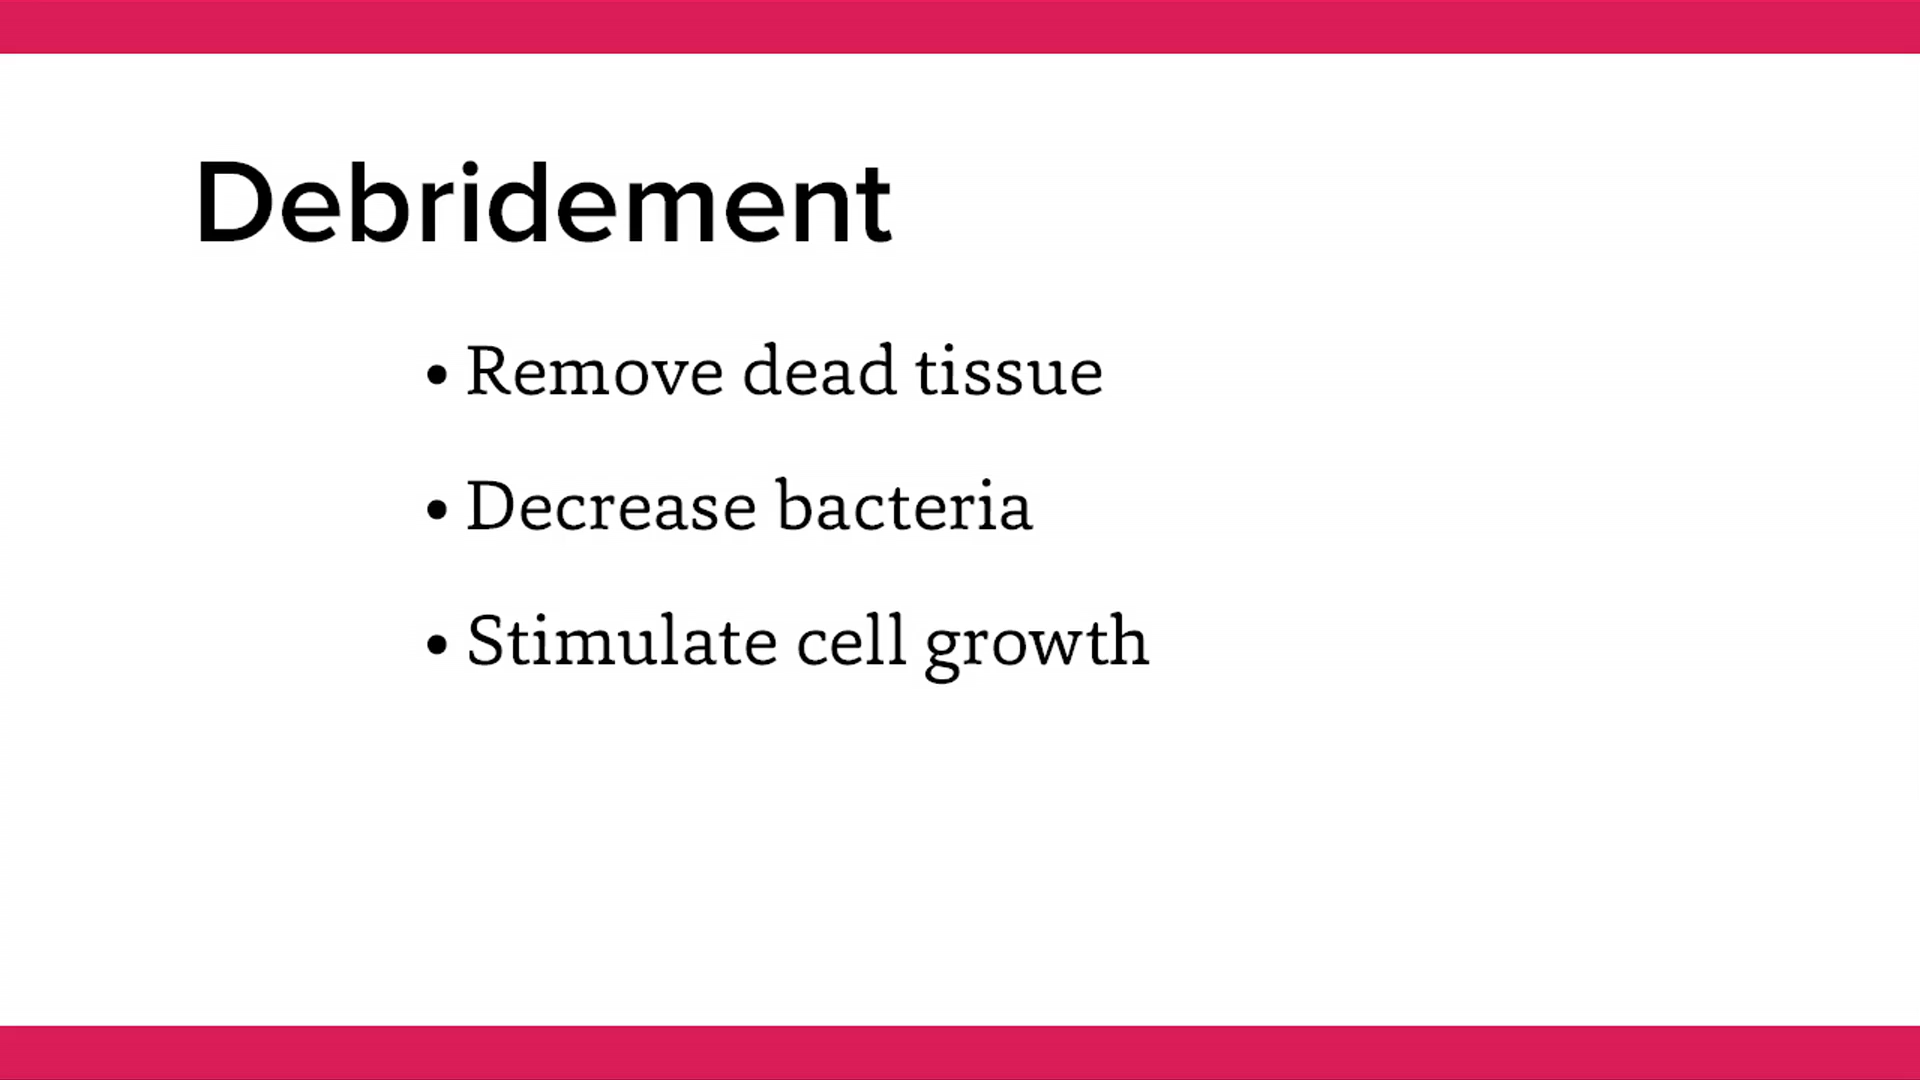 Debridement
• Remove dead tissue
• Decrease bacteria
• Stimulate cell growth